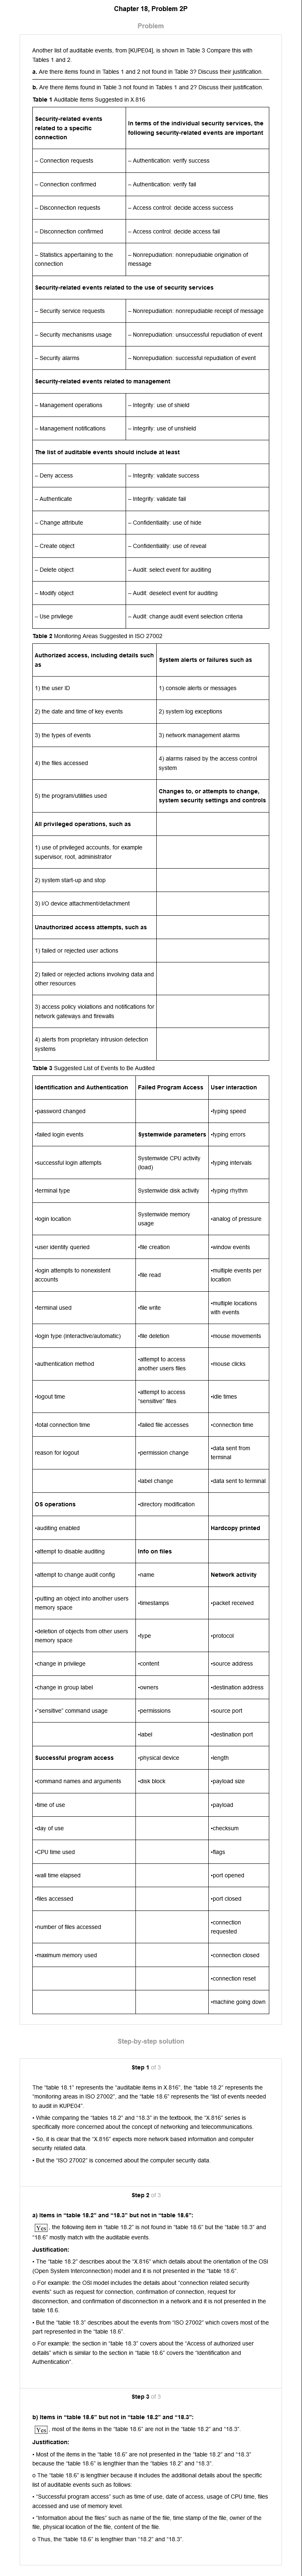 Chapter 18, Problem 2P
Problem
Another list of auditable events, from [KUPE04], is shown in Table 3 Compare this with
Tables 1 and 2.
a. Are there items found in Tables 1 and 2 not found in Table 3? Discuss their justification.
b. Are there items found in Table 3 not found in Tables 1 and 2? Discuss their justification.
Table 1 Auditable Items Suggested in X.816
Security-related events
related to a specific
connection
In terms of the individual security services, the
following security-related events are important
– Connection requests
– Authentication: verify success
– Connection confirmed
– Authentication: verify fail
– Disconnection requests
– Access control: decide access success
– Disconnection confirmed
– Access control: decide access fail
– Statistics appertaining to the
connection
– Nonrepudiation: nonrepudiable origination of
message
Security-related events related to the use of security services
– Security service requests
– Nonrepudiation: nonrepudiable receipt of message
– Security mechanisms usage
– Nonrepudiation: unsuccessful repudiation of event
– Security alarms
– Nonrepudiation: successful repudiation of event
Security-related events related to management
– Management operations
– Integrity: use of shield
– Management notifications
– Integrity: use of unshield
The list of auditable events should include at least
– Deny access
– Integrity: validate success
– Authenticate
– Integrity: validate fail
– Change attribute
– Confidentiality: use of hide
– Create object
– Confidentiality: use of reveal
– Delete object
– Audit: select event for auditing
– Modify object
– Audit: deselect event for auditing
– Use privilege
– Audit: change audit event selection criteria
Table 2 Monitoring Areas Suggested in ISO 27002
Authorized access, including details such
as
System alerts or failures such as
1) the user ID
1) console alerts or messages
2) the date and time of key events
2) system log exceptions
3) the types of events
3) network management alarms
4) the files accessed
4) alarms raised by the access control
system
5) the program/utilities used
Changes to, or attempts to change,
system security settings and controls
All privileged operations, such as
1) use of privileged accounts, for example
supervisor, root, administrator
2) system start-up and stop
3) I/O device attachment/detachment
Unauthorized access attempts, such as
1) failed or rejected user actions
2) failed or rejected actions involving data and
other resources
3) access policy violations and notifications for
network gateways and firewalls
4) alerts from proprietary intrusion detection
systems
Table 3 Suggested List of Events to Be Audited
Identification and Authentication
Failed Program Access
User interaction
•password changed
•typing speed
•failed login events
Systemwide parameters
•typing errors
•successful login attempts
Systemwide CPU activity
(load)
•typing intervals
•terminal type
Systemwide disk activity
•typing rhythm
•login location
Systemwide memory
usage
•analog of pressure
•user identity queried
•file creation
•window events
•login attempts to nonexistent
accounts
•file read
•multiple events per
location
•terminal used
•file write
•multiple locations
with events
•login type (interactive/automatic)
•file deletion
•mouse movements
•authentication method
•attempt to access
another users files
•mouse clicks
•logout time
•attempt to access
"sensitive" files
•idle times
•total connection time
•failed file accesses
•connection time
reason for logout
•permission change
•data sent from
terminal
•label change
•data sent to terminal
OS operations
•directory modification
•auditing enabled
Hardcopy printed
•attempt to disable auditing
Info on files
•attempt to change audit config
•name
Network activity
•putting an object into another users
memory space
•timestamps
•packet received
•deletion of objects from other users
memory space
•type
•protocol
•change in privilege
•content
•source address
•change in group label
•owners
•destination address
•"sensitive" command usage
•permissions
•source port
•label
•destination port
Successful program access
•physical device
•length
•command names and arguments
•disk block
•payload size
•time of use
•payload
•day of use
•checksum
•CPU time used
•flags
•wall time elapsed
•port opened
•files accessed
•port closed
•number of files accessed
•connection
requested
•maximum memory used
•connection closed
•connection reset
•machine going down
Step-by-step solution
Step 1 of 3
The "table 18.1" represents the "auditable items in X.816", the "table 18.2" represents the
"monitoring areas in ISO 27002", and the "table 18.6" represents the "list of events needed
to audit in KUPE04".
• While comparing the "tables 18.2" and "18.3" in the textbook, the "X.816" series is
specifically more concerned about the concept of networking and telecommunications.
• So, it is clear that the "X.816" expects more network based information and computer
security related data.
• But the "ISO 27002" is concerned about the computer security data.
Step 2 of 3
a) Items in "table 18.2" and "18.3" but not in "table 18.6":
Yes, the following item in "table 18.2" is not found in "table 18.6" but the "table 18.3" and
"18.6" mostly match with the auditable events.
Justification:
• The "table 18.2" describes about the "X.816" which details about the orientation of the OSI
(Open System Interconnection) model and it is not presented in the "table 18.6".
o For example: the OSI model includes the details about "connection related security
events" such as request for connection, confirmation of connection, request for
disconnection, and confirmation of disconnection in a network and it is not presented in the
table 18.6.
• But the "table 18.3" describes about the events from "ISO 27002" which covers most of the
part represented in the "table 18.6".
o For example: the section in "table 18.3" covers about the "Access of authorized user
details" which is similar to the section in "table 18.6" covers the "Identification and
Authentication".
Step 3 of 3
b) Items in "table 18.6" but not in "table 18.2" and "18.3":
Yes, most of the items in the "table 18.6" are not in the "table 18.2" and "18.3".
Justification:
• Most of the items in the "table 18.6" are not presented in the "table 18.2" and "18.3"
because the "table 18.6" is lengthier than the "tables 18.2" and "18.3".
o The "table 18.6" is lengthier because it includes the additional details about the specific
list of auditable events such as follows:
• "Successful program access" such as time of use, date of access, usage of CPU time, files
accessed and use of memory level.
• "Information about the files" such as name of the file, time stamp of the file, owner of the
file, physical location of the file, content of the file.
o Thus, the "table 18.6" is lengthier than "18.2" and "18.3".